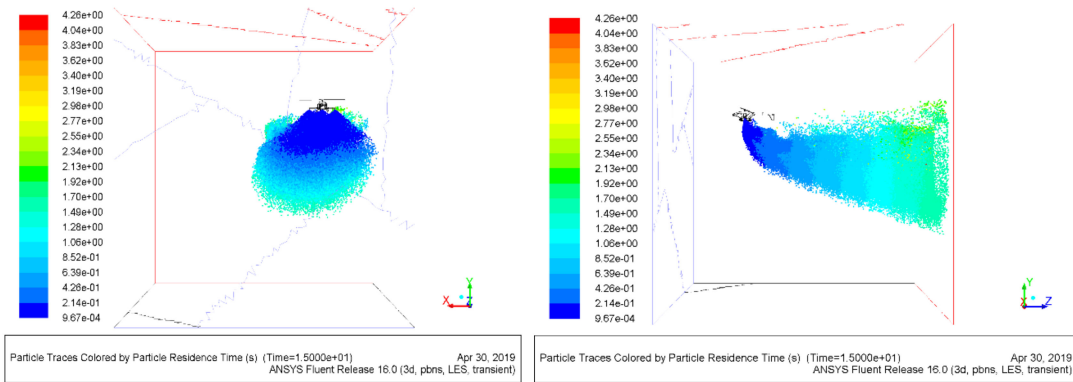 4.26e+00
4.04e+00
3.83e+00
3.62e+00
3.40e+00
3.19e+00
2.98e+00
2.77e+00
2.55e+00
2.34e+00
2.13e+00
1.92e+00
1.70e+00
1.49e+00
1.28e+00
1.06e+00
8.52e-01
6.39e-01
4.26e-01
2.14e-01
9.67e-04
Y
X
Z
Particle Traces Colored by Particle Residence Time (s) (Time=1.5000e+01)
Apr 30, 2019
ANSYS Fluent Release 16.0 (3d, pbns, LES, transient)
4.26e+00
4.04e+00
3.83e+00
3.62e+00
3.40e+00
3.19e+00
2.98e+00
2.77e+00
2.55e+00
2.34e+00
2.13e+00
1.92e+00
1.70e+00
1.49e+00
1.28e+00
1.06e+00
8.52e-01
6.39e-01
4.26e-01
2.14e-01
9.67e-04
Y
X
Z
Particle Traces Colored by Particle Residence Time (s) (Time=1.5000e+01)
Apr 30, 2019
ANSYS Fluent Release 16.0 (3d, pbns, LES, transient)